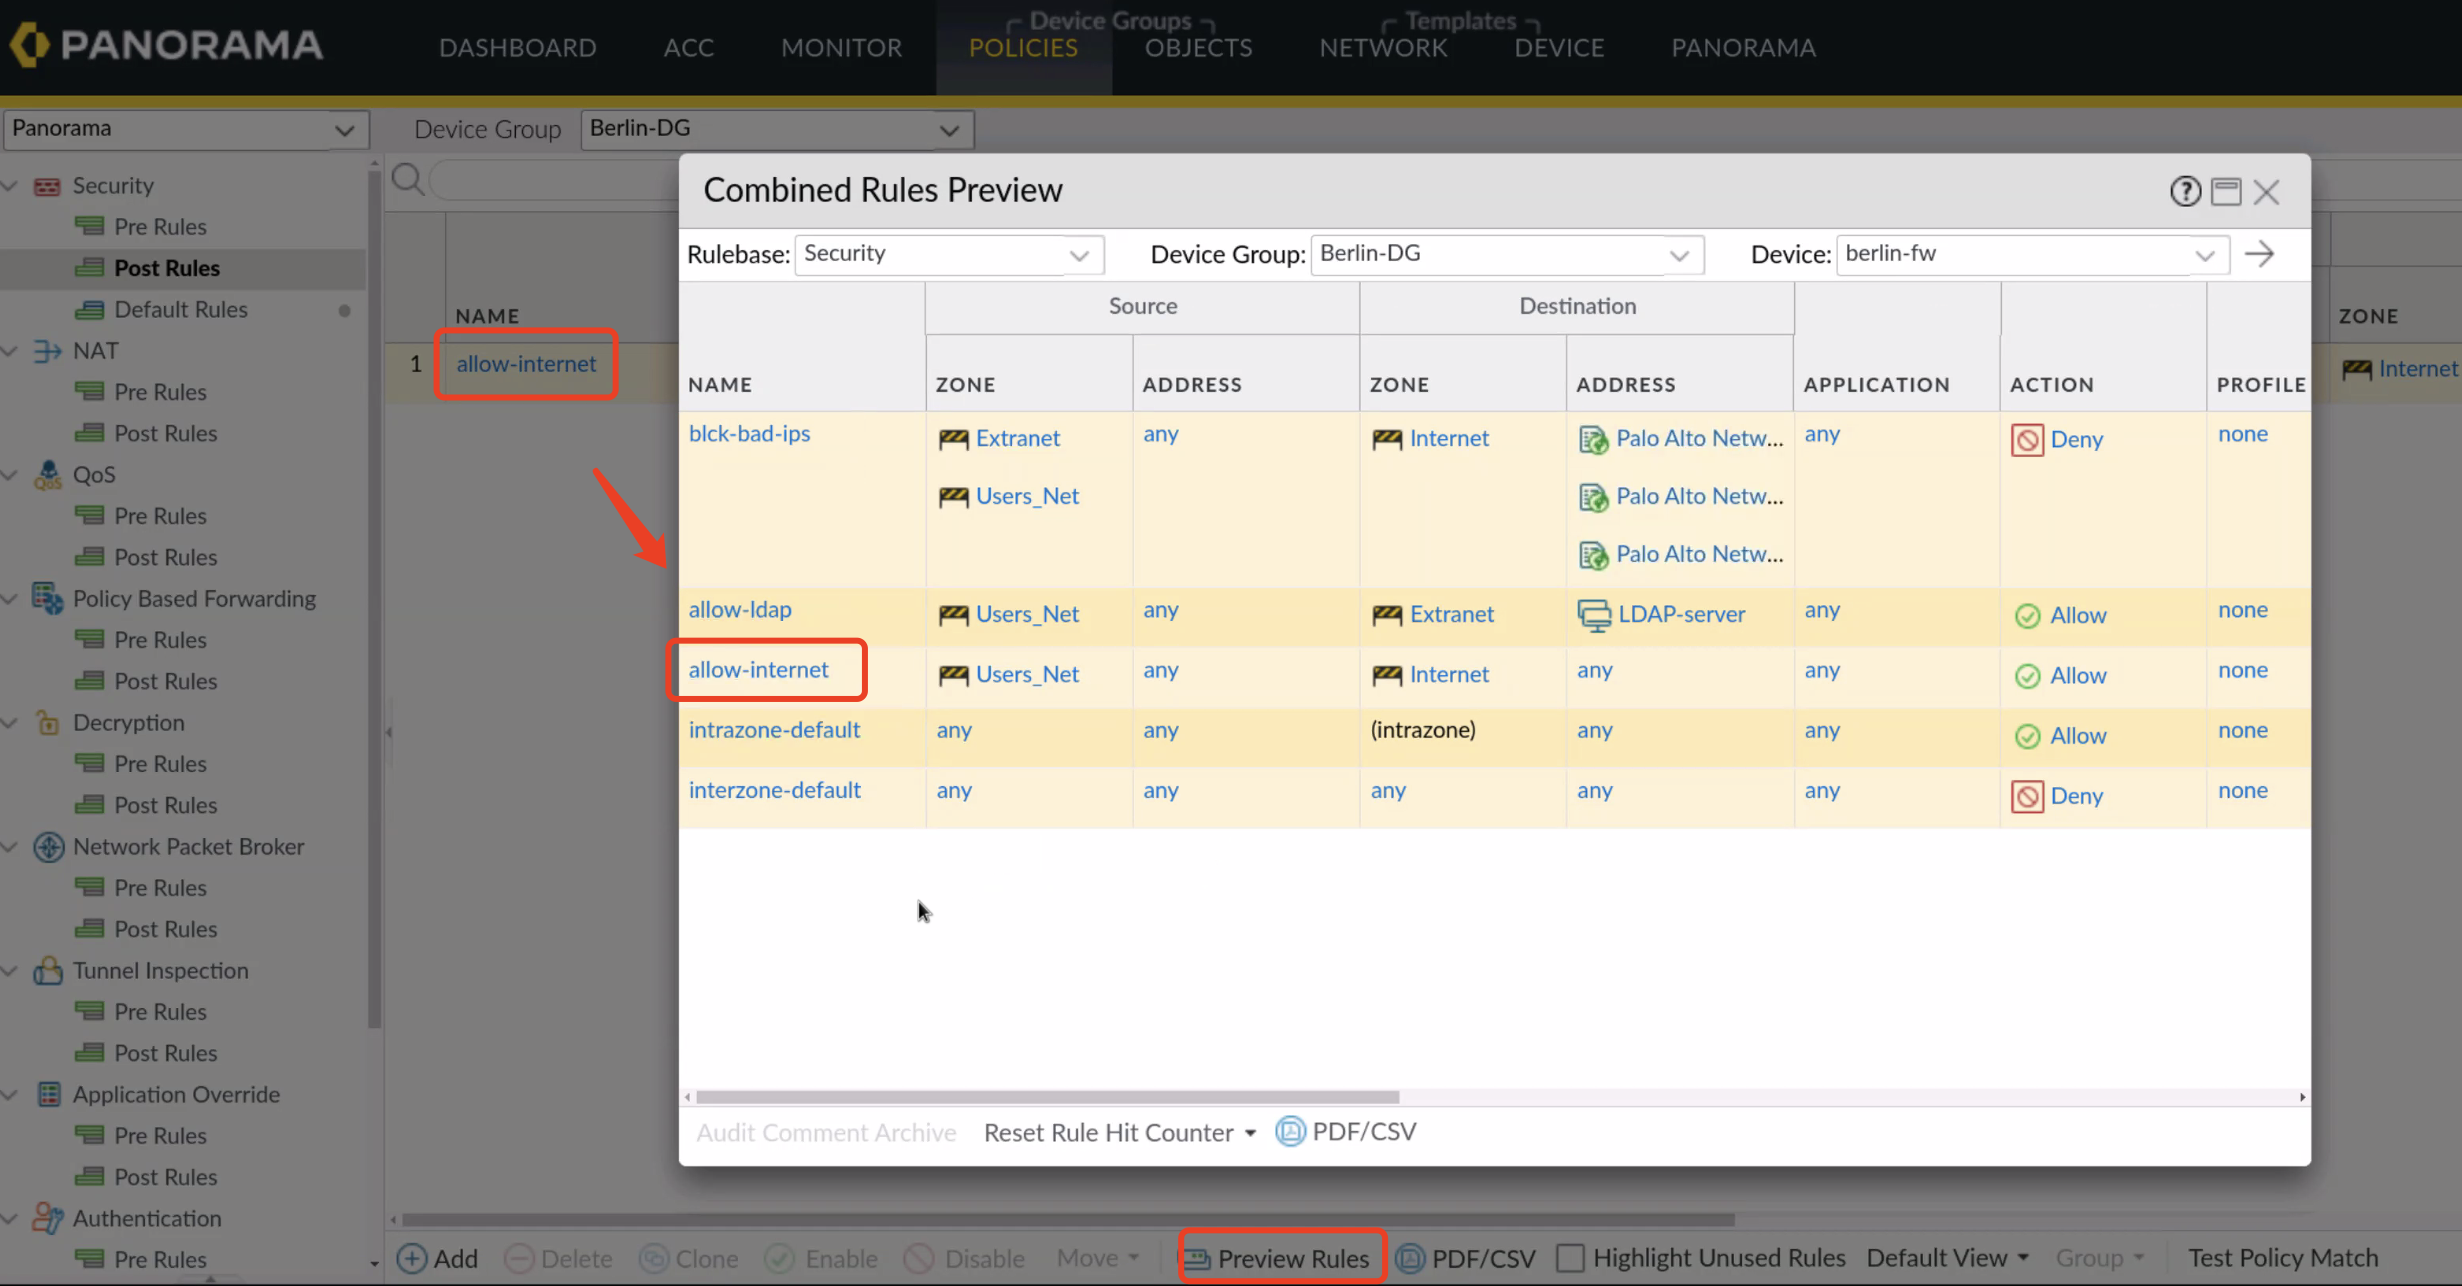 PANORAMA
DASHBOARD
ACC
MONITOR
Device Groups
POLICIES
OBJECTS
Templates
NETWORK
DEVICE
PANORAMA
Panorama
Device Group
Berlin-DG
Security
Pre Rules
Post Rules
Default Rules
NAT
Pre Rules
Post Rules
QoS
Pre Rules
Post Rules
Policy Based Forwarding
Pre Rules
Post Rules
Decryption
Pre Rules
Post Rules
Network Packet Broker
Pre Rules
Post Rules
Tunnel Inspection
Pre Rules
Post Rules
Application Override
Pre Rules
Post Rules
Authentication
Pre Rules
NAME
1 allow-internet
ZONE
Internet
Combined Rules Preview
Rulebase: Security
Device Group: Berlin-DG
Device: berlin-fw
Source Destination
NAME ZONE ADDRESS ZONE ADDRESS APPLICATION ACTION PROFILE
blck-bad-ips Extranet any Internet Palo Alto Netw... any Deny none
Users_Net Palo Alto Netw...
Palo Alto Netw...
allow-ldap Users_Net any Extranet LDAP-server any Allow none
allow-internet Users_Net any Internet any any Allow none
intrazone-default any any (intrazone) any any Allow none
interzone-default any any any any any Deny none
Audit Comment Archive Reset Rule Hit Counter PDF/CSV
Add Delete Clone Enable Disable Move Preview Rules PDF/CSV Highlight Unused Rules Default View Group Test Policy Match